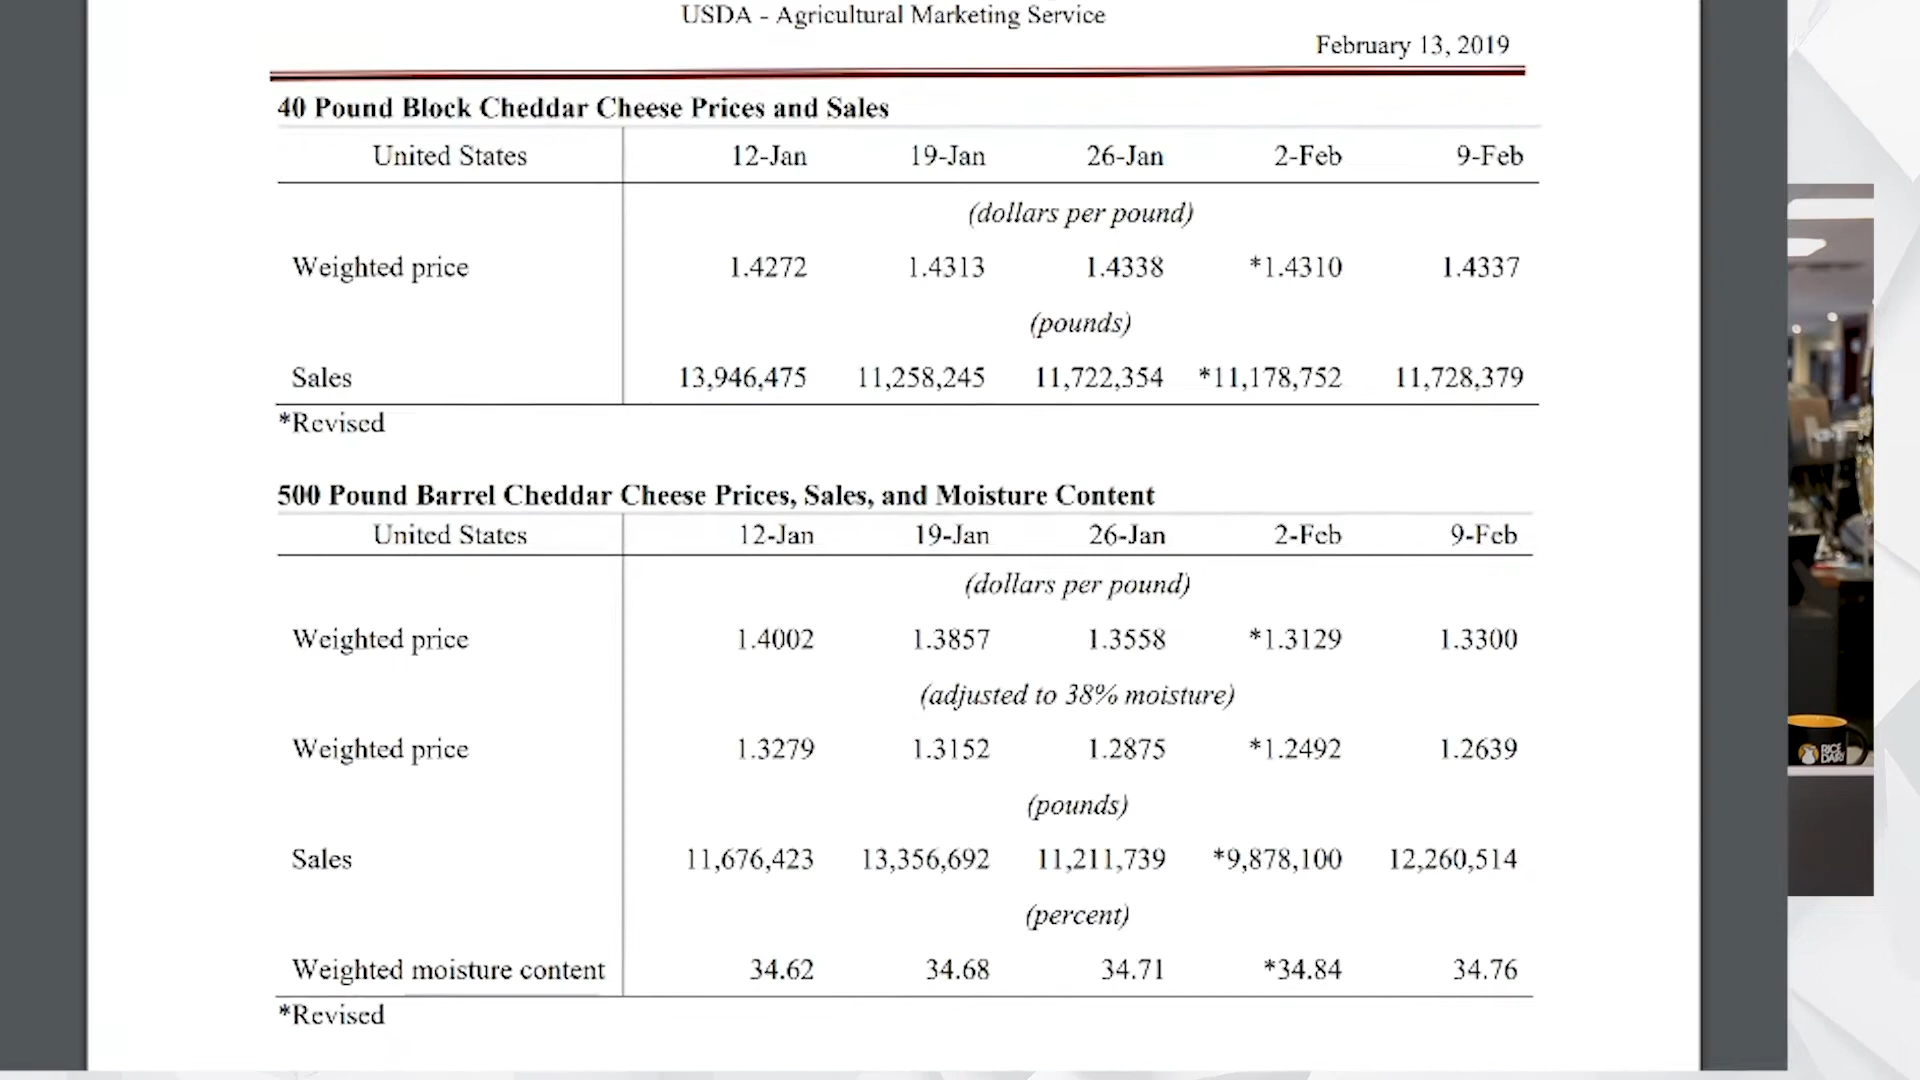 USDA - Agricultural Marketing Service
February 13, 2019
40 Pound Block Cheddar Cheese Prices and Sales
United States 12-Jan 19-Jan 26-Jan 2-Feb 9-Feb
(dollars per pound)
Weighted price 1.4272 1.4313 1.4338 *1.4310 1.4337
(pounds)
Sales 13,946,475 11,258,245 11,722,354 *11,178,752 11,728,379
*Revised
500 Pound Barrel Cheddar Cheese Prices, Sales, and Moisture Content
United States 12-Jan 19-Jan 26-Jan 2-Feb 9-Feb
(dollars per pound)
Weighted price 1.4002 1.3857 1.3558 *1.3129 1.3300
(adjusted to 38% moisture)
Weighted price 1.3279 1.3152 1.2875 *1.2492 1.2639
(pounds)
Sales 11,676,423 13,356,692 11,211,739 *9,878,100 12,260,514
(percent)
Weighted moisture content 34.62 34.68 34.71 *34.84 34.76
*Revised
RICE
DAIRY